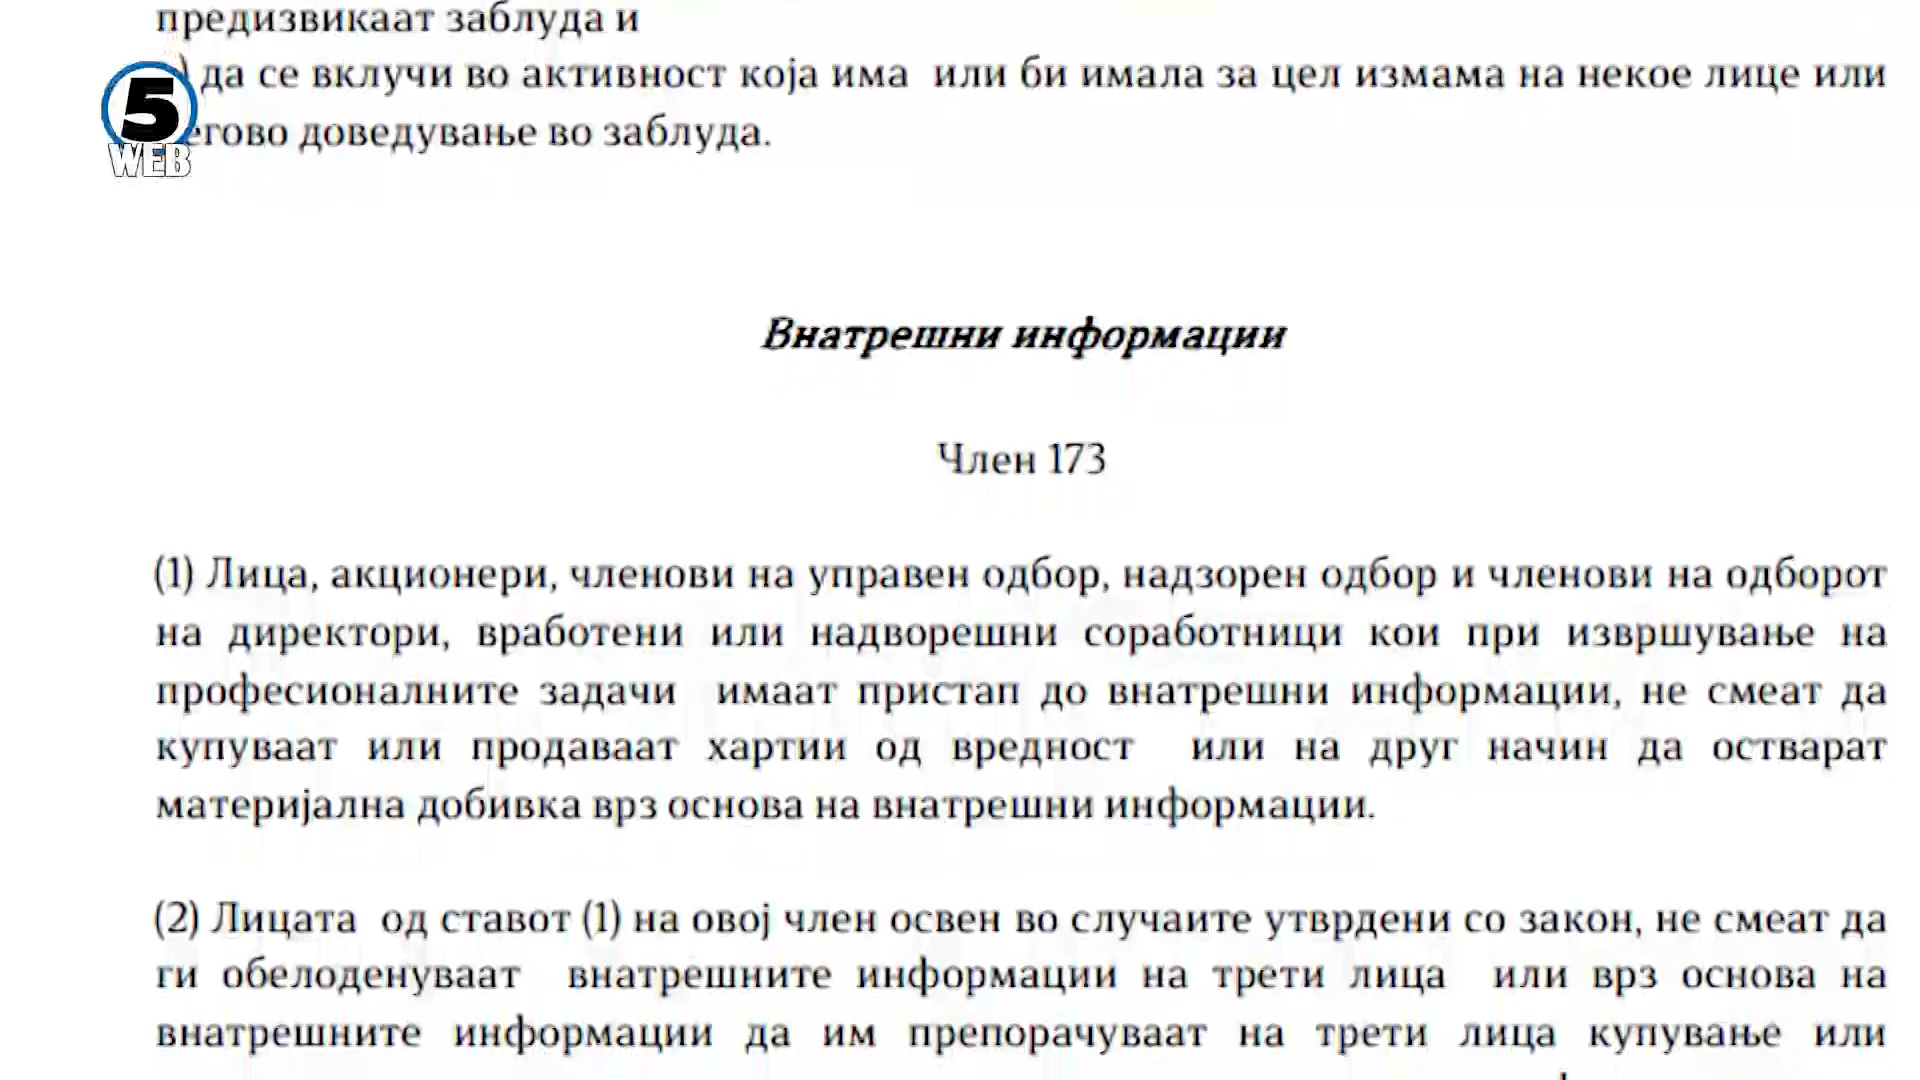 предизвикаат заблуда и
) да се вклучи во активност која има или би имала за цел измама на некое лице или
егово доведување во заблуда.
5
WEB
Внатрешни информации
Член 173
(1) Лица, акционери, членови на управен одбор, надзорен одбор и членови на одборот
на директори, вработени или надворешни соработници кои при извршување на
професионалните задачи имаат пристап до внатрешни информации, не смеат да
купуваат или продаваат хартии од вредност или на друг начин да остварат
материјална добивка врз основа на внатрешни информации.
(2) Лицата од ставот (1) на овој член освен во случаите утврдени со закон, не смеат да
ги обелоденуваат внатрешните информации на трети лица или врз основа на
внатрешните информации да им препорачуваат на трети лица купување или